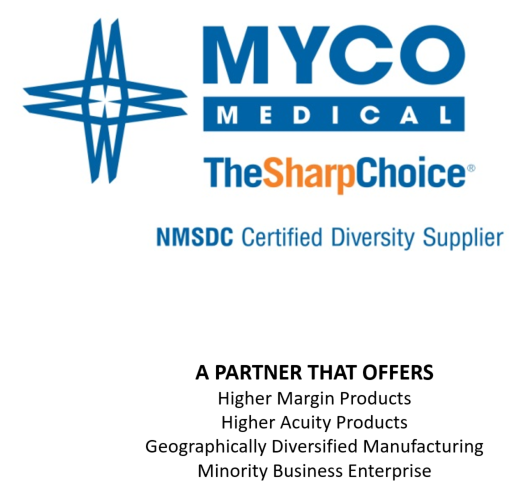 MYCO
MEDICAL
TheSharpChoice®
NMSDC Certified Diversity Supplier
A PARTNER THAT OFFERS
Higher Margin Products
Higher Acuity Products
Geographically Diversified Manufacturing
Minority Business Enterprise